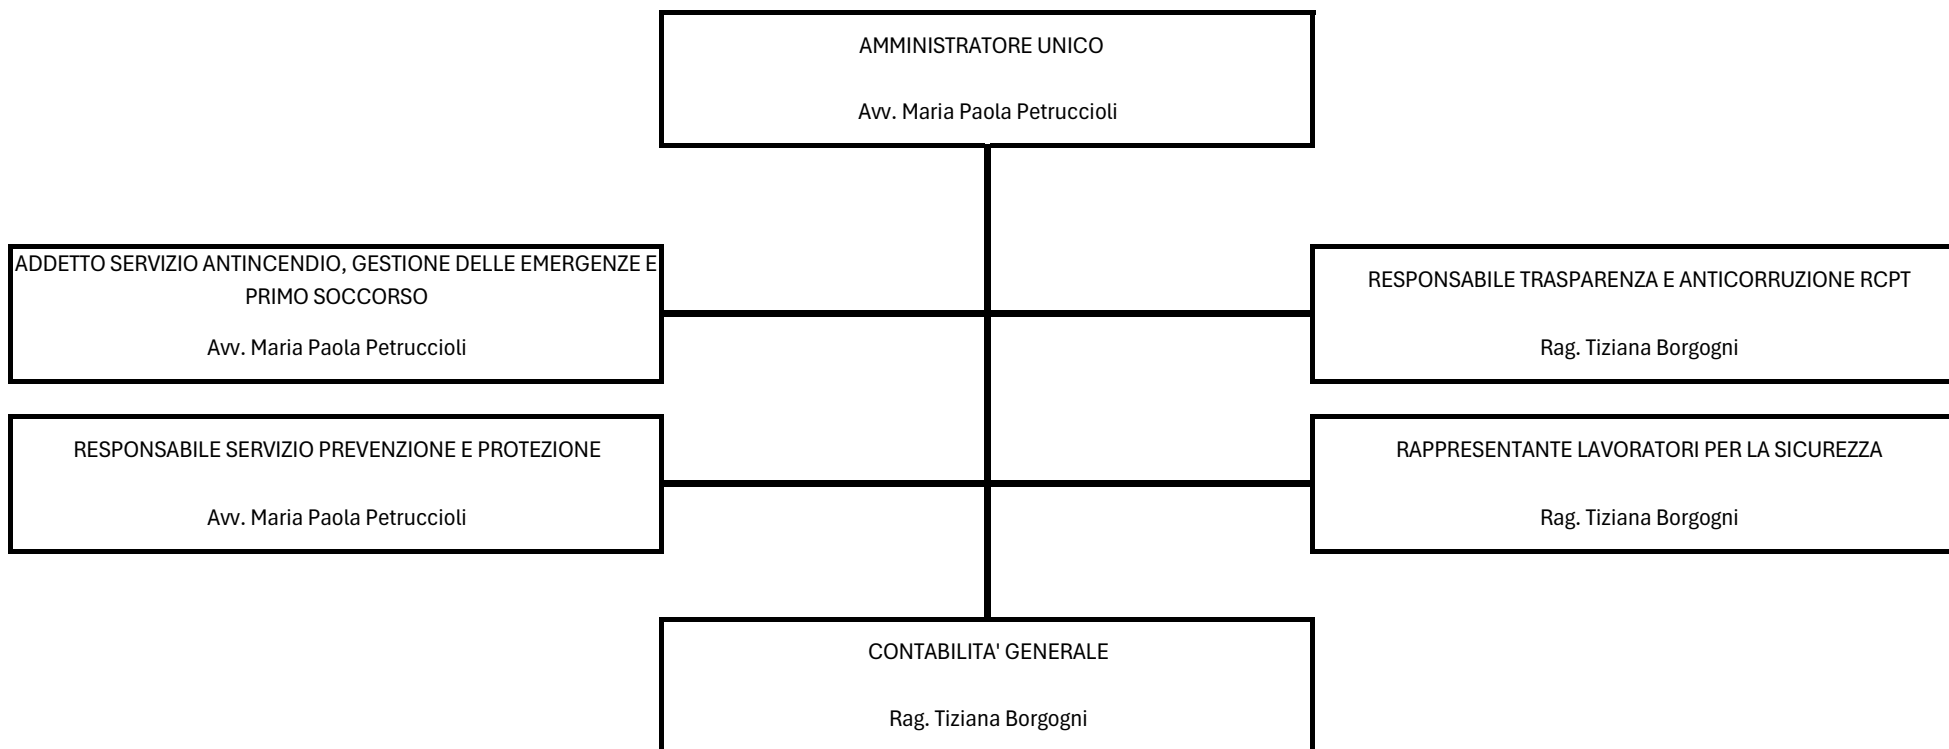 AMMINISTRATORE UNICO
Avv. Maria Paola Petruccioli
ADDETTO SERVIZIO ANTINCENDIO, GESTIONE DELLE EMERGENZE E
PRIMO SOCCORSO
Avv. Maria Paola Petruccioli
RESPONSABILE TRASPARENZA E ANTICORRUZIONE RCPT
Rag. Tiziana Borgogni
RESPONSABILE SERVIZIO PREVENZIONE E PROTEZIONE
Avv. Maria Paola Petruccioli
RAPPRESENTANTE LAVORATORI PER LA SICUREZZA
Rag. Tiziana Borgogni
CONTABILITA' GENERALE
Rag. Tiziana Borgogni